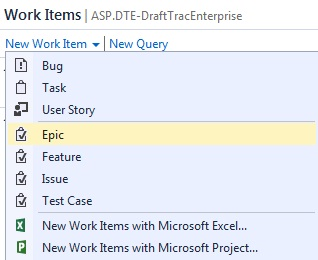 Work Items | ASP.DTE-DraftTracEnterprise
New Work Item | New Query
Bug
Task
User Story
Epic
Feature
Issue
Test Case
New Work Items with Microsoft Excel...
New Work Items with Microsoft Project...